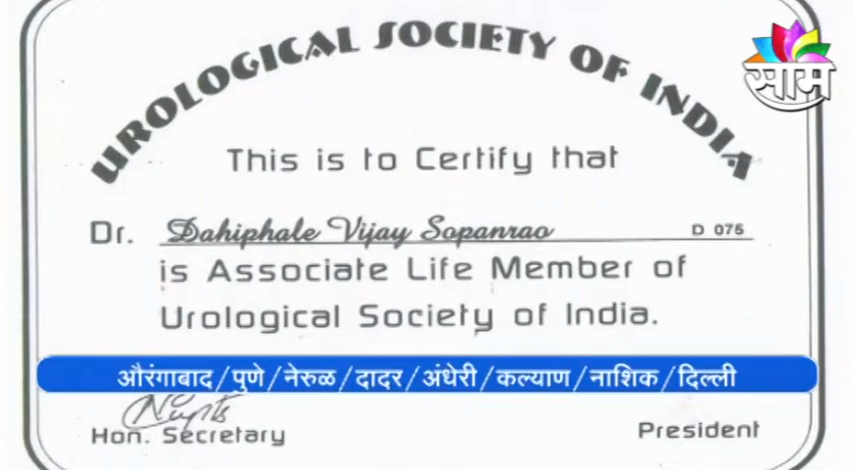 UROLOGICAL SOCIETY OF INDIA
साम
This is to Certify that
Dr. Dahiphale Vijay Sopanrao D 075
is Associate Life Member of
Urological Society of India.
औरंगाबाद/पुणे/नेरुळ/दादर/अंधेरी/कल्याण/नाशिक/दिल्ली
Hon. Secretary
President